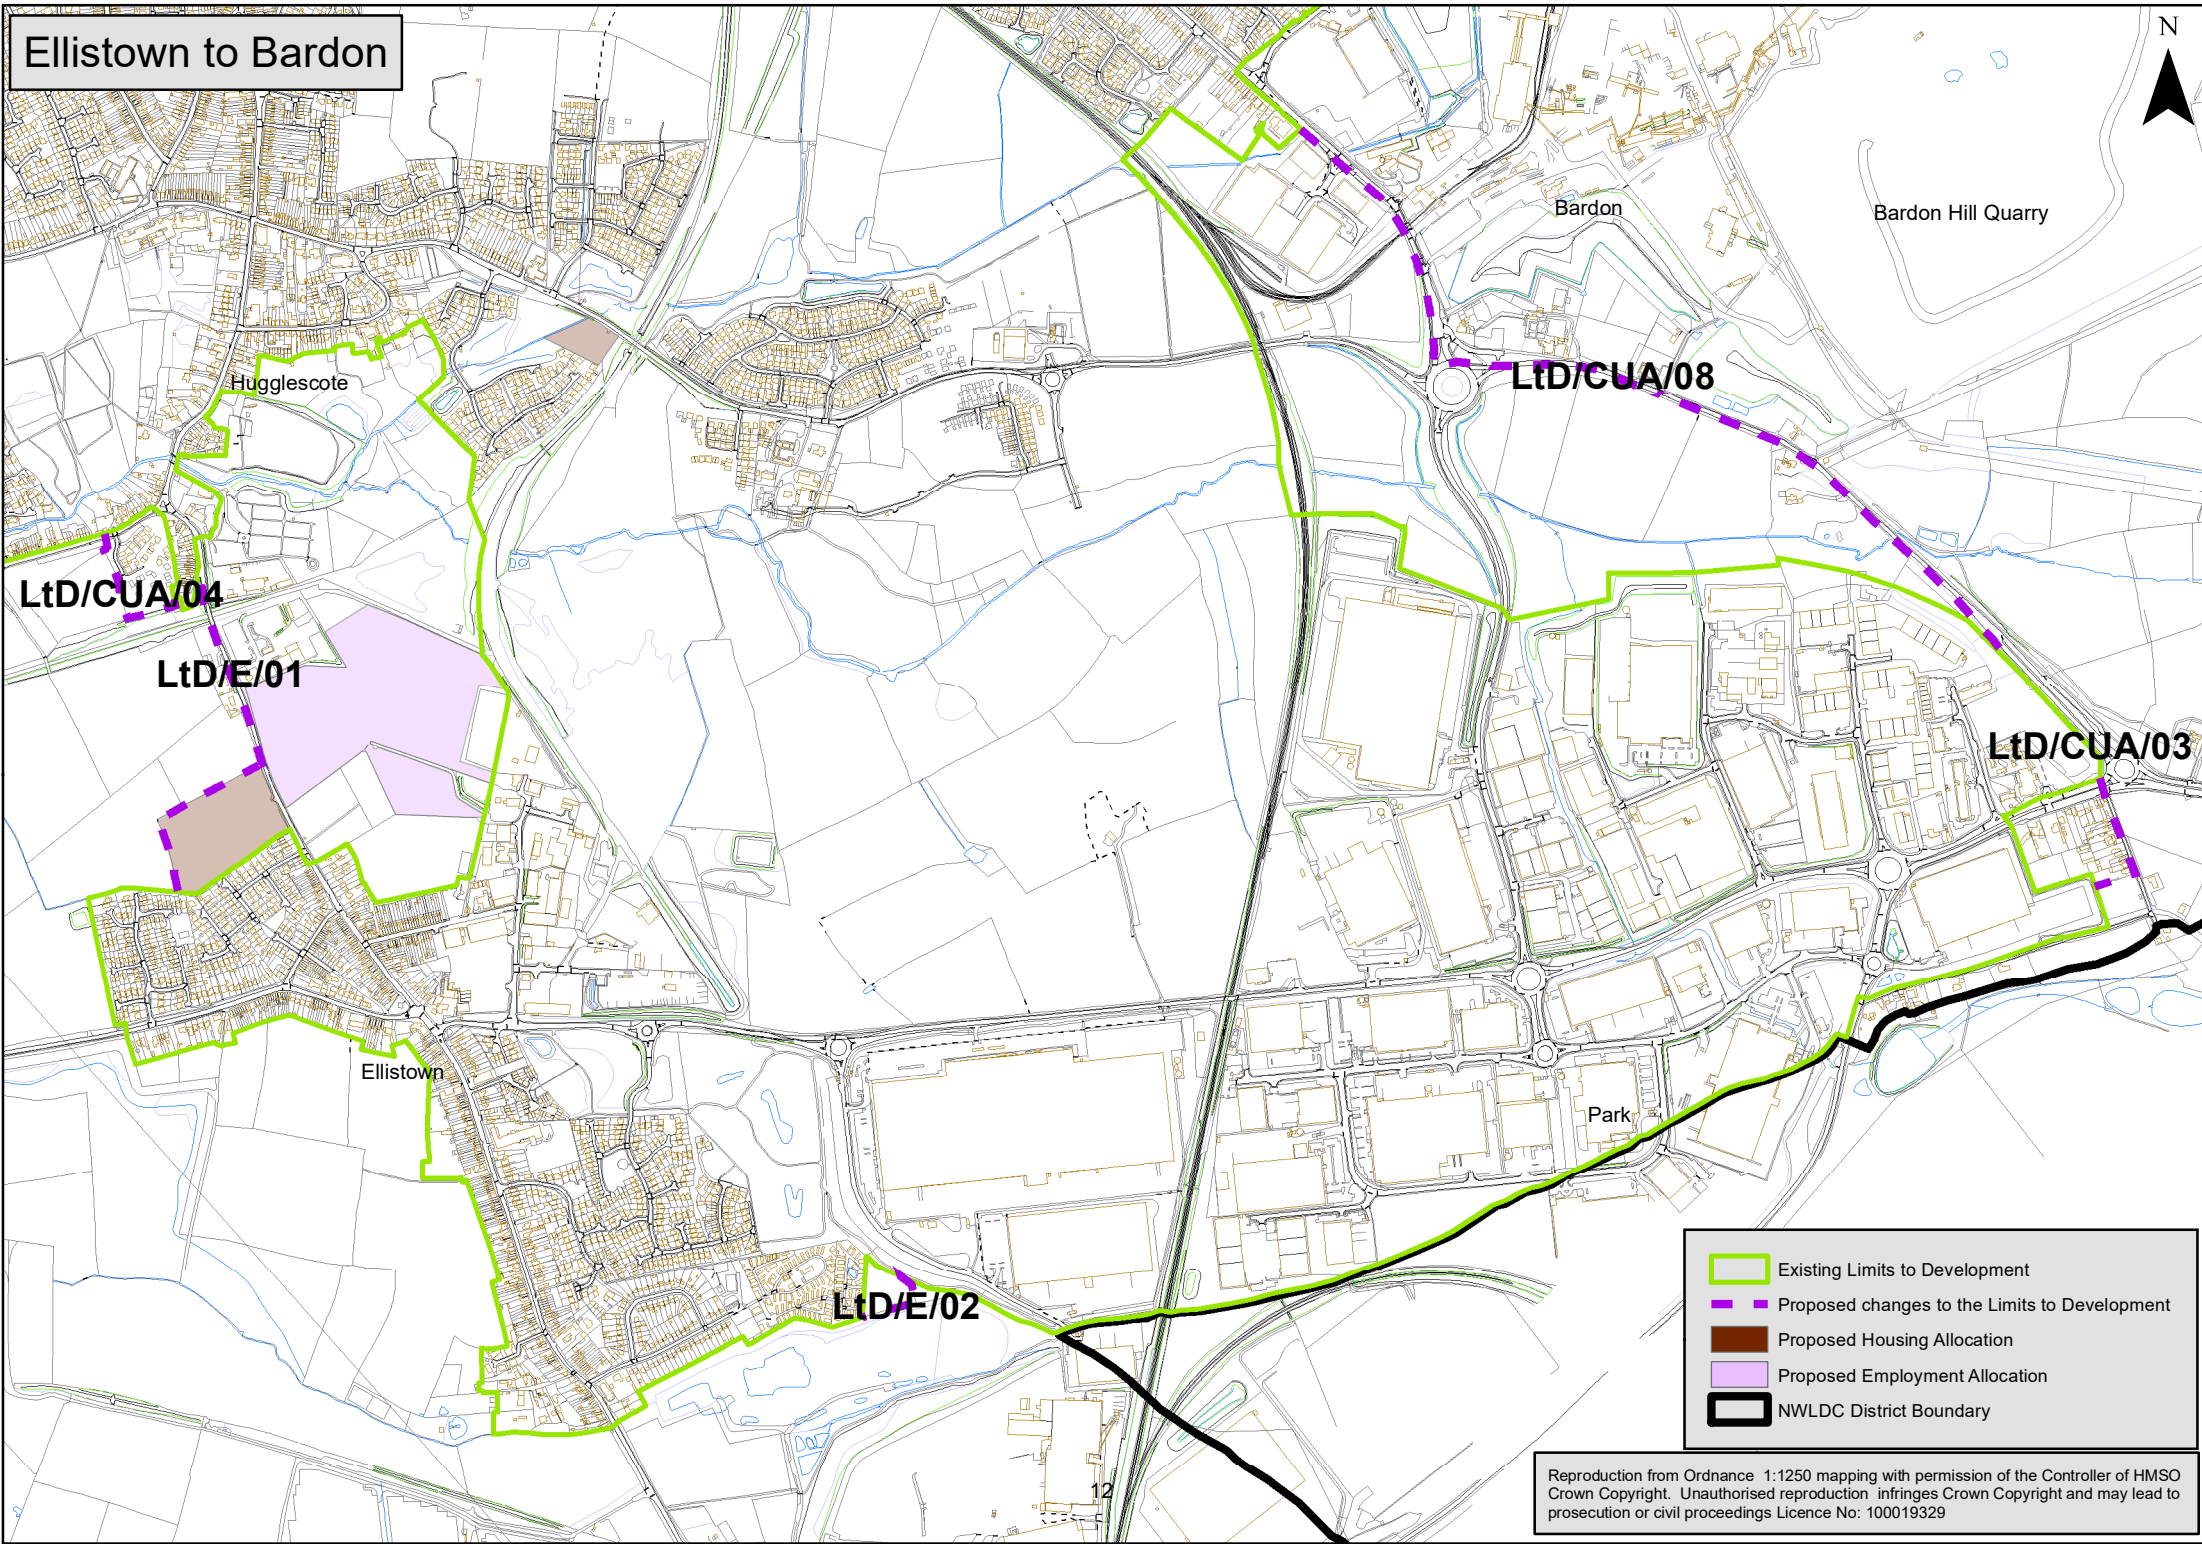 Ellistown to Bardon
N
Bardon
Bardon Hill Quarry
Hugglescote
LtD/CUA/08
LtD/CUA/04
LtD/E/01
LtD/CUA/03
Ellistown
Park
LtD/E/02
Existing Limits to Development
Proposed changes to the Limits to Development
Proposed Housing Allocation
Proposed Employment Allocation
NWLDC District Boundary
12
Reproduction from Ordnance 1:1250 mapping with permission of the Controller of HMSO
Crown Copyright. Unauthorised reproduction infringes Crown Copyright and may lead to
prosecution or civil proceedings Licence No: 100019329